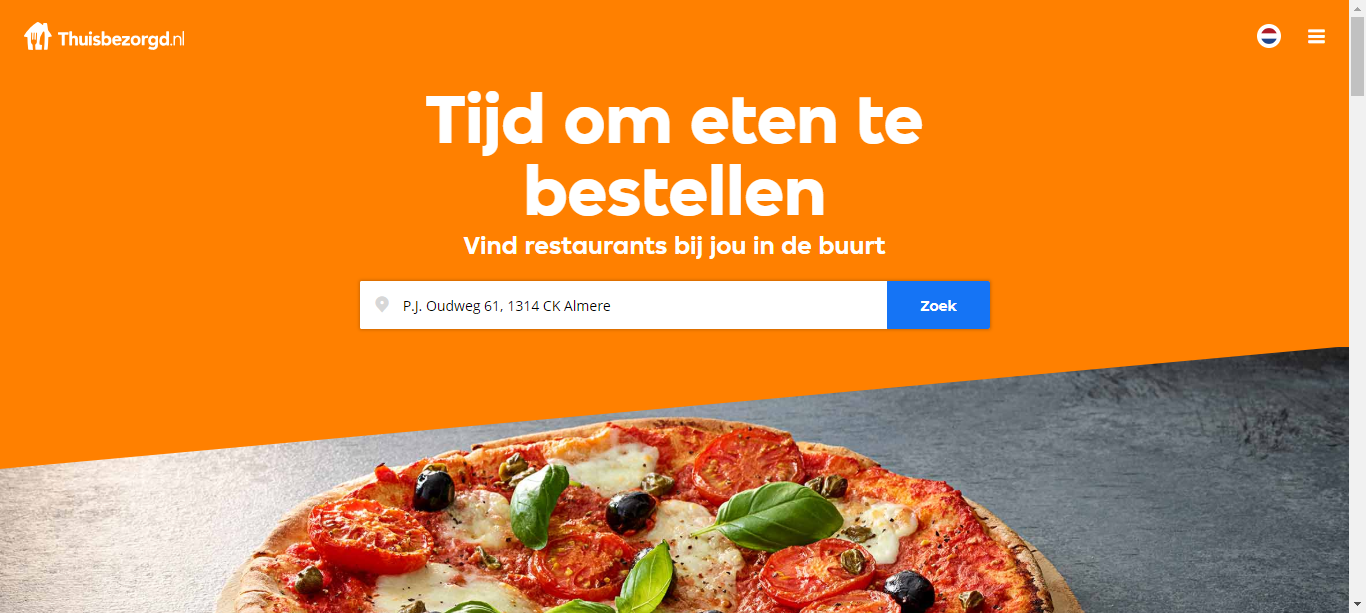 Thuisbezorgd.nl
Tijd om eten te
bestellen
Vind restaurants bij jou in de buurt
P.J. Oudweg 61, 1314 CK Almere
Zoek